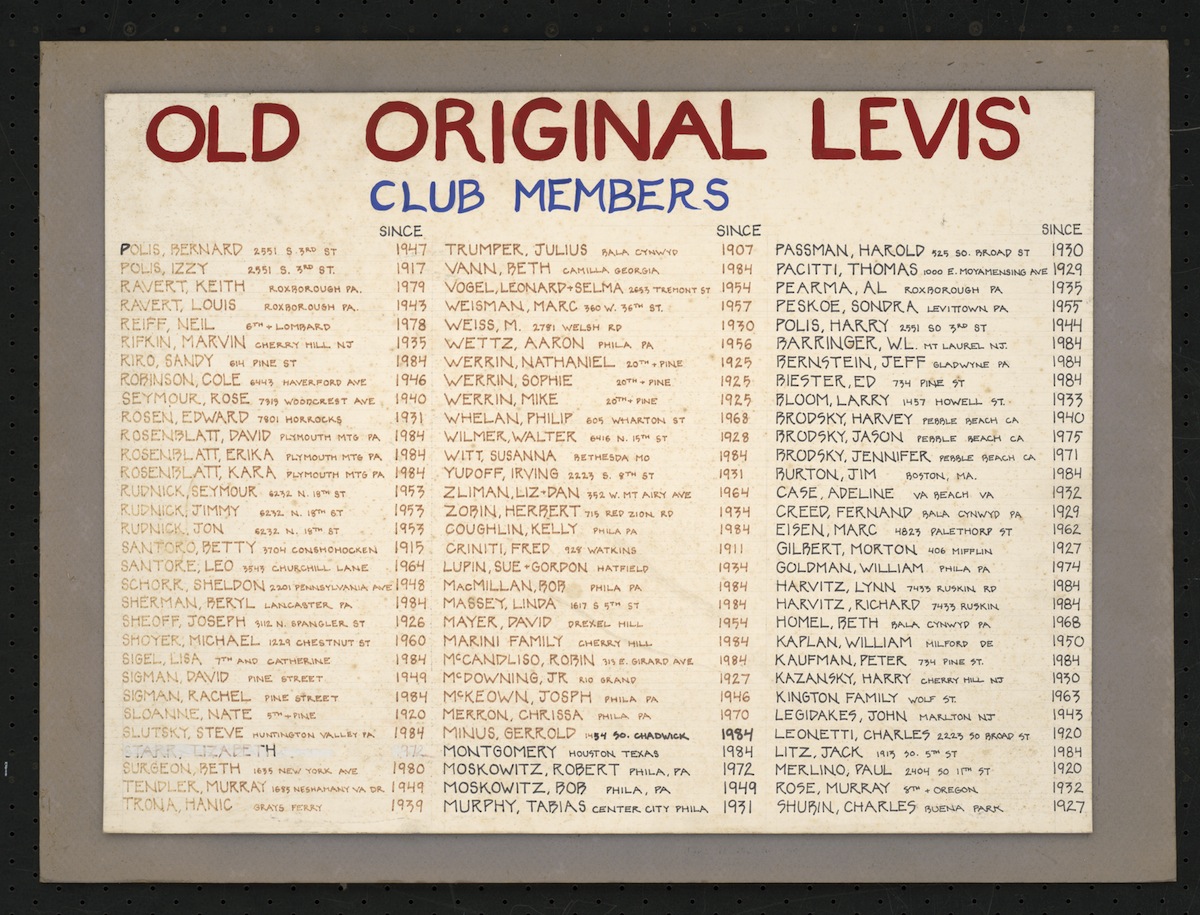 OLD ORIGINAL LEVIS'
CLUB MEMBERS
SINCE
POLIS, BERNARD 2551 S. 3RD ST 1947
POLIS, IZZY 2551 S. 3RD ST. 1917
RAVERT, KEITH ROXBOROUGH PA. 1979
RAVERT, LOUIS ROXBOROUGH PA. 1943
REIFF, NEIL 6TH + LOMBARD 1978
RIFKIN, MARVIN CHERRY HILL NJ 1935
RIRO, SANDY 614 PINE ST 1984
ROBINSON, COLE 6443 HAVERFORD AVE 1946
SEYMOUR, ROSE 7319 WOODCREST AVE 1940
ROSEN, EDWARD 7801 HORROCKS 1931
ROSENBLATT, DAVID PLYMOUTH MTG PA 1984
ROSENBLATT, ERIKA PLYMOUTH MTG PA 1984
ROSENBLATT, KARA PLYMOUTH MTG PA 1984
RUDNICK, SEYMOUR 6232 N. 18TH ST 1953
RUDNICK, JIMMY 6232 N. 18TH ST 1953
RUDNICK, JON 6232 N. 18TH ST 1953
SANTORO, BETTY 3704 CONSHOHOCKEN 1915
SANTORE, LEO 3543 CHURCHILL LANE 1964
SCHORR, SHELDON 2201 PENNSYLVANIA AVE 1948
SHERMAN, BERYL LANCASTER PA 1984
SHEOFF, JOSEPH 3112 N. SPANGLER ST 1926
SHOYER, MICHAEL 1229 CHESTNUT ST 1960
SIGEL, LISA 7TH AND CATHERINE 1984
SIGMAN, DAVID PINE STREET 1949
SIGMAN, RACHEL PINE STREET 1984
SLOANNE, NATE 5TH + PINE 1920
SLUTSKY, STEVE HUNTINGTON VALLEY PA 1984
STARR, LIZABETH
SURGEON, BETH 1635 NEW YORK AVE 1980
TENDLER, MURRAY 1633 NESHAMANY VA DR 1949
TRONA, HANIC GRAYS FERRY 1939
SINCE
TRUMPER, JULIUS BALA CYNWYD 1907
VANN, BETH CAMILLA GEORGIA 1984
VOGEL, LEONARD+SELMA 2653 TREMONT ST 1954
WEISMAN, MARC 360 W. 36TH ST. 1957
WEISS, M. 2781 WELSH RD 1930
WETTZ, AARON PHILA PA 1956
WERRIN, NATHANIEL 20TH + PINE 1925
WERRIN, SOPHIE 20TH + PINE 1925
WERRIN, MIKE 20TH + PINE 1925
WHELAN, PHILIP 605 WHARTON ST 1968
WILMER, WALTER 6416 N. 15TH ST 1928
WITT, SUSANNA BETHESDA MO 1984
YUDOFF, IRVING 2223 S. 8TH ST 1931
ZLIMAN, LIZ+DAN 352 W. MT AIRY AVE 1964
ZOBIN, HERBERT 715 RED ZION RD 1934
COUGHLIN, KELLY PHILA PA 1984
CRINITI, FRED 928 WATKINS 1911
LUPIN, SUE+GORDON HATFIELD 1934
MacMILLAN, BOB PHILA PA 1984
MASSEY, LINDA 1617 S 5TH ST 1984
MAYER, DAVID DREXEL HILL 1954
MARINI FAMILY CHERRY HILL 1984
McCANDLISO, ROBIN 313 E. GIRARD AVE 1984
McDOWNING, JR RIO GRAND 1927
McKEOWN, JOSPH PHILA PA 1946
MERRON, CHRISSA PHILA PA 1970
MINUS, GERROLD 1454 SO. CHADWICK 1984
MONTGOMERY HOUSTON TEXAS 1984
MOSKOWITZ, ROBERT PHILA, PA 1972
MOSKOWITZ, BOB PHILA, PA 1949
MURPHY, TABIAS CENTER CITY PHILA 1931
SINCE
PASSMAN, HAROLD 525 SO. BROAD ST 1930
PACITTI, THOMAS 1000 E. MOYAMENSING AVE 1929
PEARMA, AL ROXBOROUGH PA 1935
PESKOE, SONDRA LEVITTOWN PA 1955
POLIS, HARRY 2551 SO 3RD ST 1944
BARRINGER, W.L. MT LAUREL NJ. 1984
BERNSTEIN, JEFF GLADWYNE PA 1984
BIESTER, ED 734 PINE ST 1984
BLOOM, LARRY 1457 HOWELL ST. 1933
BRODSKY, HARVEY PEBBLE BEACH CA 1940
BRODSKY, JASON PEBBLE BEACH CA 1975
BRODSKY, JENNIFER PEBBLE BEACH CA 1971
BURTON, JIM BOSTON, MA. 1984
CASE, ADELINE VA BEACH VA 1932
CREED, FERNAND BALA CYNWYD PA 1929
EISEN, MARC 4823 PALETHORP ST 1962
GILBERT, MORTON 406 MIFFLIN 1927
GOLDMAN, WILLIAM PHILA PA 1974
HARVITZ, LYNN 7433 RUSKIN RD 1984
HARVITZ, RICHARD 7433 RUSKIN 1984
HOMEL, BETH BALA CYNWYD PA 1968
KAPLAN, WILLIAM MILFORD DE 1950
KAUFMAN, PETER 734 PINE ST. 1984
KAZANSKY, HARRY CHERRY HILL NJ 1930
KINGTON FAMILY WOLF ST. 1963
LEGIDAKES, JOHN MARLTON NJ 1943
LEONETTI, CHARLES 2223 SO BROAD ST 1920
LITZ, JACK 1913 SO. 5TH ST 1984
MERLINO, PAUL 2404 SO 11TH ST 1920
ROSE, MURRAY 8TH + OREGON 1932
SHUBIN, CHARLES BUENA PARK 1927